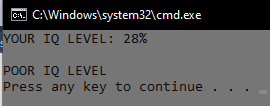 C:\Windows\system32\cmd.exe
YOUR IQ LEVEL: 28%
POOR IQ LEVEL
Press any key to continue . . .